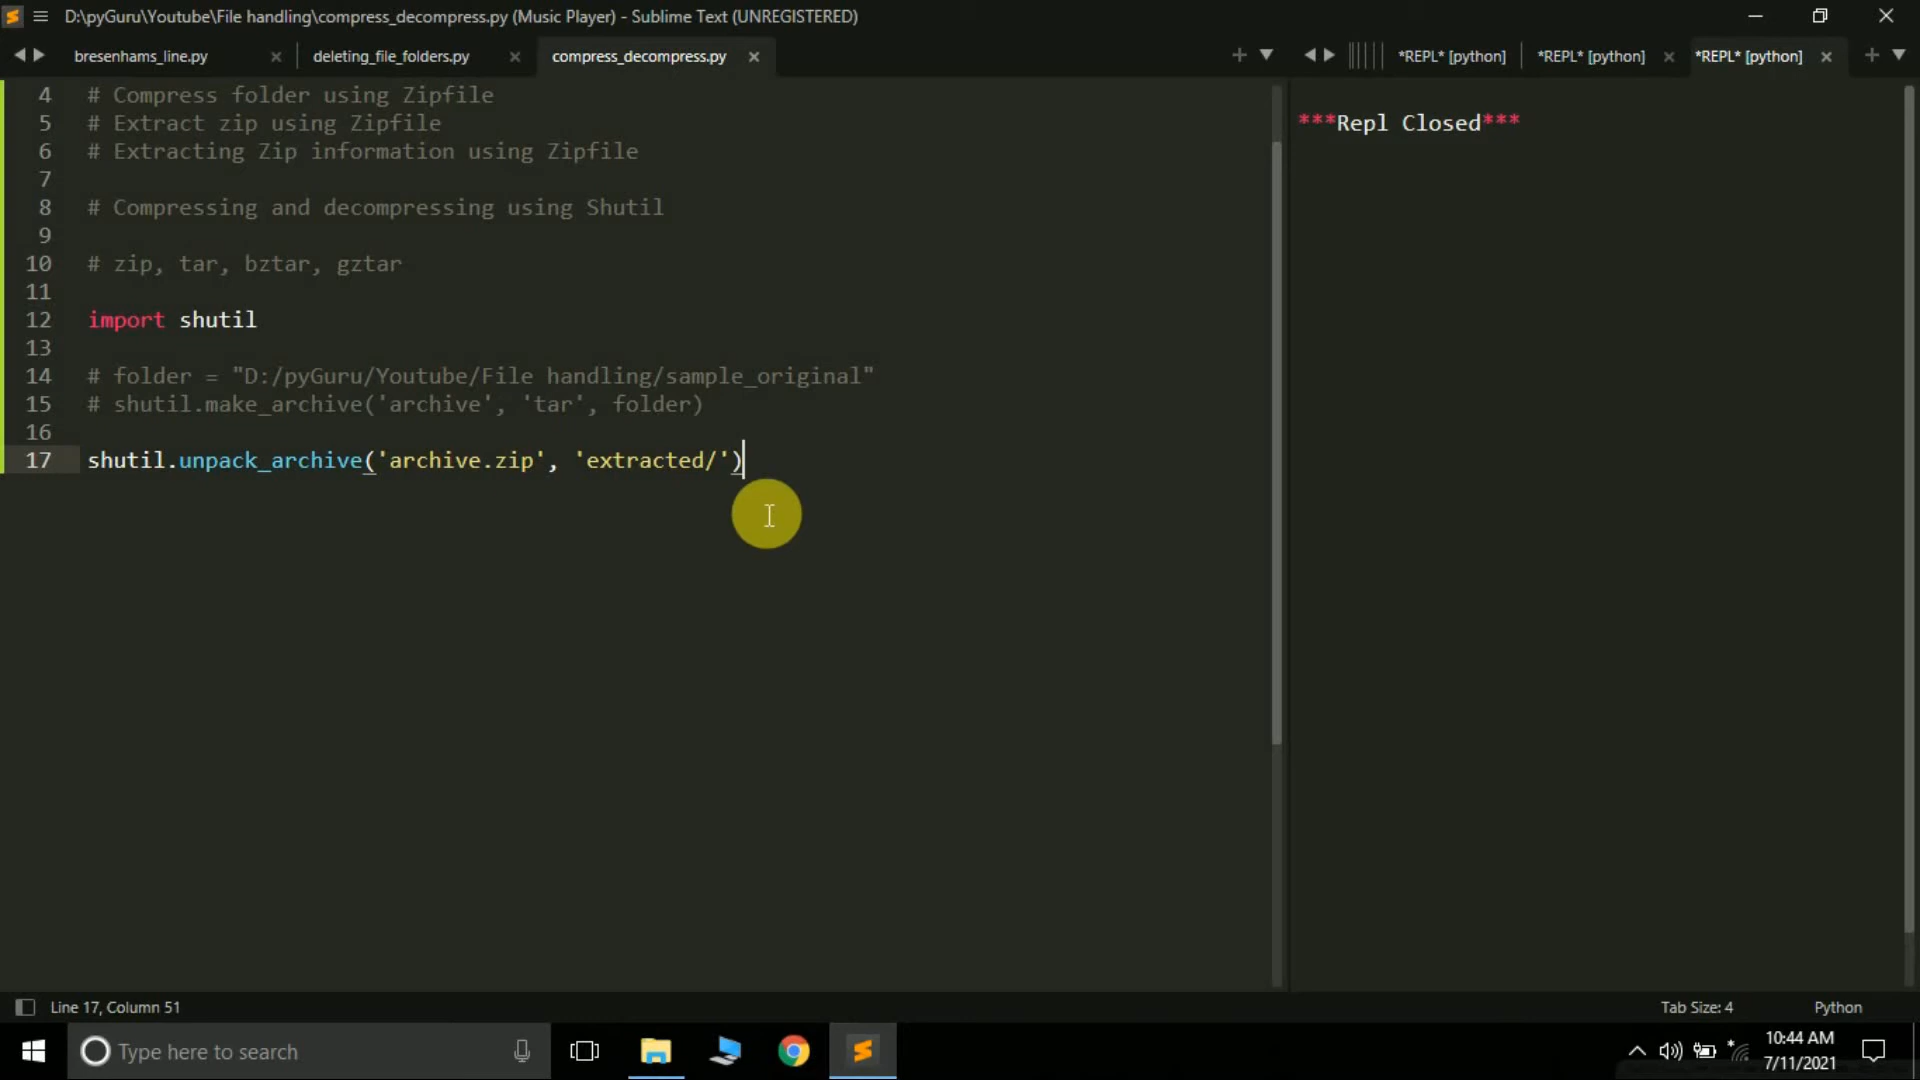 D:\pyGuru\Youtube\File handling\compress_decompress.py (Music Player) - Sublime Text (UNREGISTERED)
bresenhams_line.py
deleting_file_folders.py
compress_decompress.py
*REPL* [python]
*REPL* [python]
*REPL* [python]
4 # Compress folder using Zipfile
5 # Extract zip using Zipfile
6 # Extracting Zip information using Zipfile
7
8 # Compressing and decompressing using Shutil
9
10 # zip, tar, bztar, gztar
11
12 import shutil
13
14 # folder = "D:/pyGuru/Youtube/File handling/sample_original"
15 # shutil.make_archive('archive', 'tar', folder)
16
17 shutil.unpack_archive('archive.zip', 'extracted/')
***Repl Closed***
Line 17, Column 51
Tab Size: 4
Python
Type here to search
10:44 AM
7/11/2021